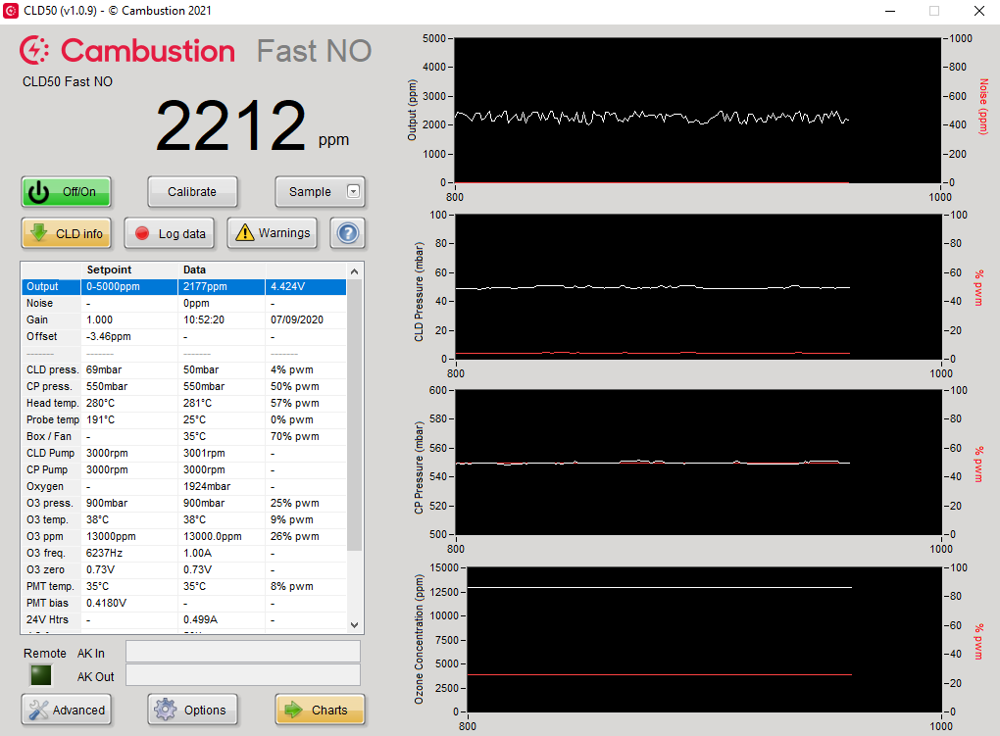 CLD50 (v1.0.9) - © Cambustion 2021
Cambustion Fast NO
CLD50 Fast NO
2212 ppm
Off/On Calibrate Sample
CLD info Log data Warnings ?
Setpoint Data
Output 0-5000ppm 2177ppm 4.424V
Noise - 0ppm -
Gain 1.000 10:52:20 07/09/2020
Offset -3.46ppm - -
------- ------- ------- -------
CLD press. 69mbar 50mbar 4% pwm
CP press. 550mbar 550mbar 50% pwm
Head temp. 280°C 281°C 57% pwm
Probe temp 191°C 25°C 0% pwm
Box / Fan - 35°C 70% pwm
CLD Pump 3000rpm 3001rpm -
CP Pump 3000rpm 3000rpm -
Oxygen - 1924mbar -
O3 press. 900mbar 900mbar 25% pwm
O3 temp. 38°C 38°C 9% pwm
O3 ppm 13000ppm 13000.0ppm 26% pwm
O3 freq. 6237Hz 1.00A -
O3 zero 0.73V 0.73V -
PMT temp. 35°C 35°C 8% pwm
PMT bias 0.4180V - -
24V Htrs - 0.499A -
Remote AK In
AK Out
Advanced Options Charts
Output (ppm)
5000
4000
3000
2000
1000
0
1000
800
600
400
200
0
Noise (ppm)
800 1000
CLD Pressure (mbar)
100
80
60
40
20
0
100
80
60
40
20
0
% pwm
800 1000
CP Pressure (mbar)
600
580
560
540
520
500
100
80
60
40
20
0
% pwm
800 1000
Ozone Concentration (ppm)
15000
12500
10000
7500
5000
2500
0
100
80
60
40
20
0
% pwm
800 1000